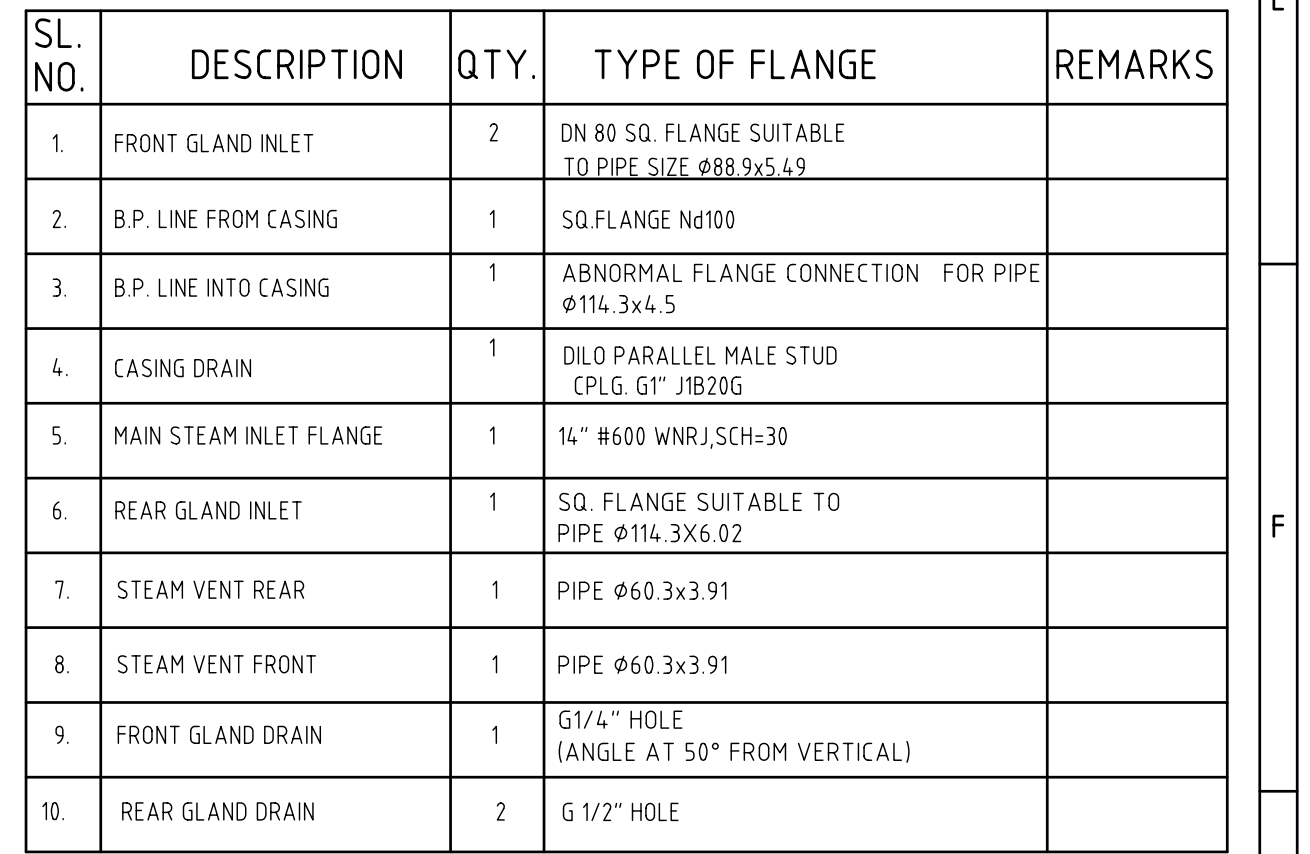 SL. NO. DESCRIPTION QTY. TYPE OF FLANGE REMARKS
1. FRONT GLAND INLET 2 DN 80 SQ. FLANGE SUITABLE
TO PIPE SIZE Ø88.9x5.49
2. B.P. LINE FROM CASING 1 SQ.FLANGE Nd100
3. B.P. LINE INTO CASING 1 ABNORMAL FLANGE CONNECTION FOR PIPE
Ø114.3x4.5
4. CASING DRAIN 1 DILO PARALLEL MALE STUD
CPLG. G1" J1B20G
5. MAIN STEAM INLET FLANGE 1 14" #600 WNRJ,SCH=30
6. REAR GLAND INLET 1 SQ. FLANGE SUITABLE TO
PIPE Ø114.3X6.02
7. STEAM VENT REAR 1 PIPE Ø60.3x3.91
8. STEAM VENT FRONT 1 PIPE Ø60.3x3.91
9. FRONT GLAND DRAIN 1 G1/4" HOLE
(ANGLE AT 50° FROM VERTICAL)
10. REAR GLAND DRAIN 2 G 1/2" HOLE
F